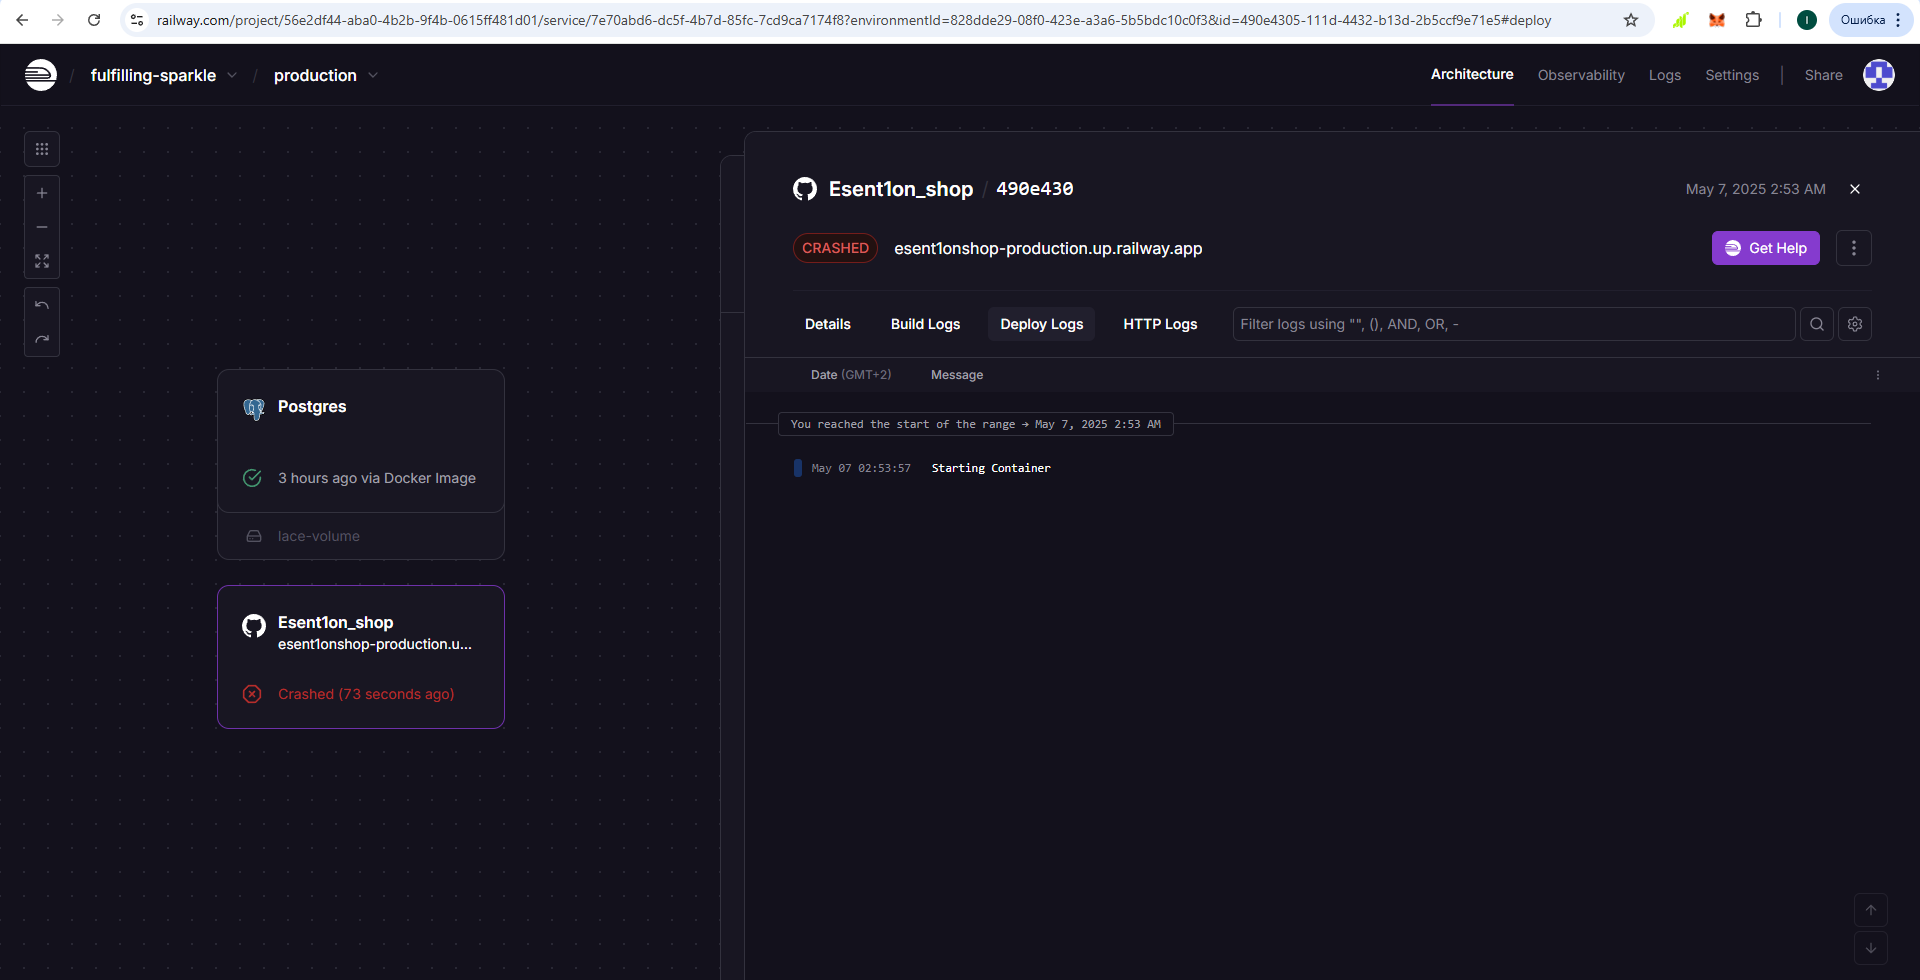 railway.com/project/56e2df44-aba0-4b2b-9f4b-0615ff481d01/service/7e70abd6-dc5f-4b7d-85fc-7cd9ca7174f8?environmentId=828dde29-08f0-423e-a3a6-5b5bdc10c0f3&id=490e4305-111d-4432-b13d-2b5ccf9e71e5#deploy
I
Ошибка
/ fulfilling-sparkle / production
Architecture Observability Logs Settings | Share
Esent1on_shop / 490e430
May 7, 2025 2:53 AM
CRASHED esent1onshop-production.up.railway.app
Get Help
Details Build Logs Deploy Logs HTTP Logs
Filter logs using "", (), AND, OR, -
Date (GMT+2) Message
You reached the start of the range → May 7, 2025 2:53 AM
May 07 02:53:57 Starting Container
Postgres
3 hours ago via Docker Image
lace-volume
Esent1on_shop
esent1onshop-production.u...
Crashed (73 seconds ago)